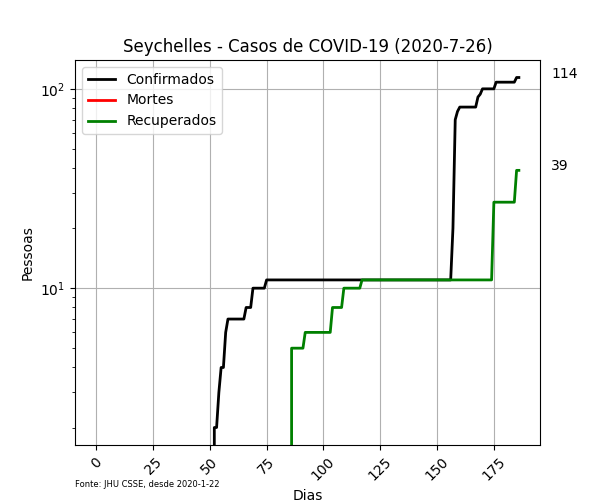 Seychelles - Casos de COVID-19 (2020-7-26)
Confirmados
Mortes
Recuperados
114
39
10²
10¹
Pessoas
0 25 50 75 100 125 150 175
Fonte: JHU CSSE, desde 2020-1-22
Dias